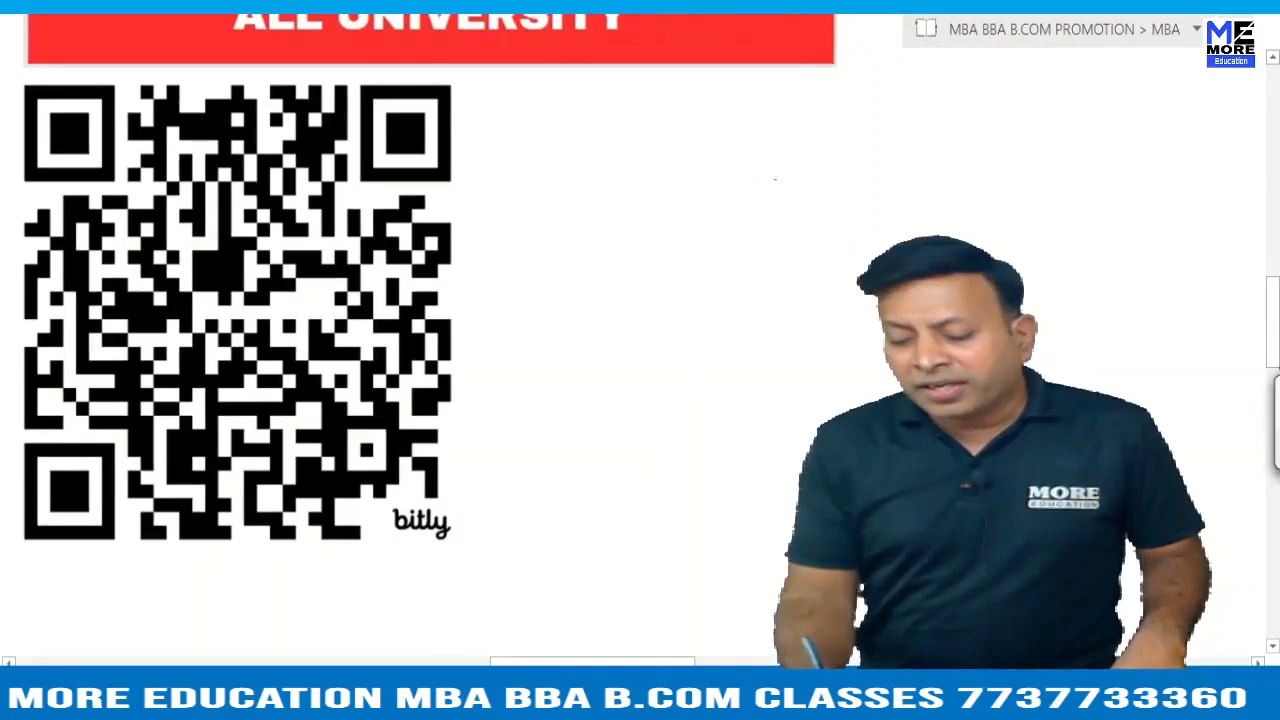 ALL UNIVERSITY
MBA BBA B.COM PROMOTION > MBA
ME
MORE
Education
MORE
EDUCATION
bitly
MORE EDUCATION MBA BBA B.COM CLASSES 7737733360